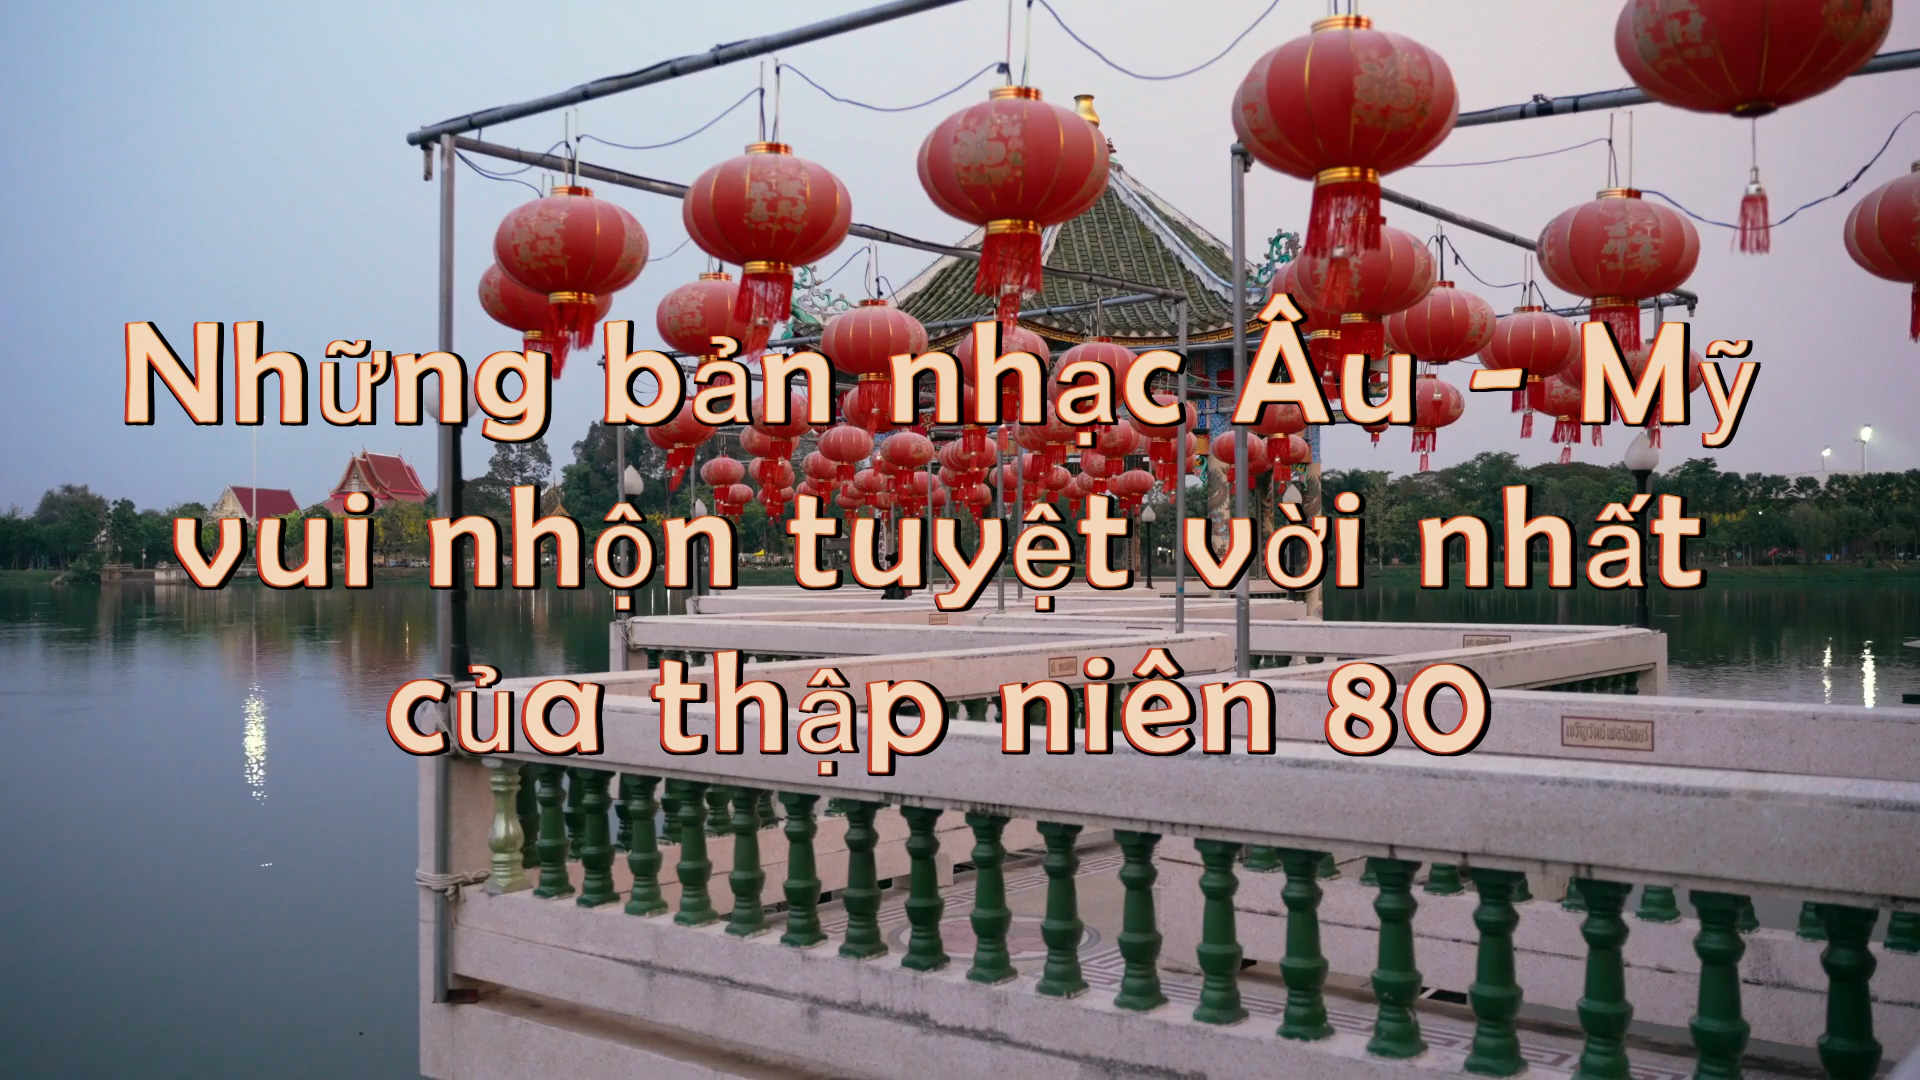 Những bản nhạc Âu - Mỹ
vui nhộn tuyệt vời nhất
của thập niên 80